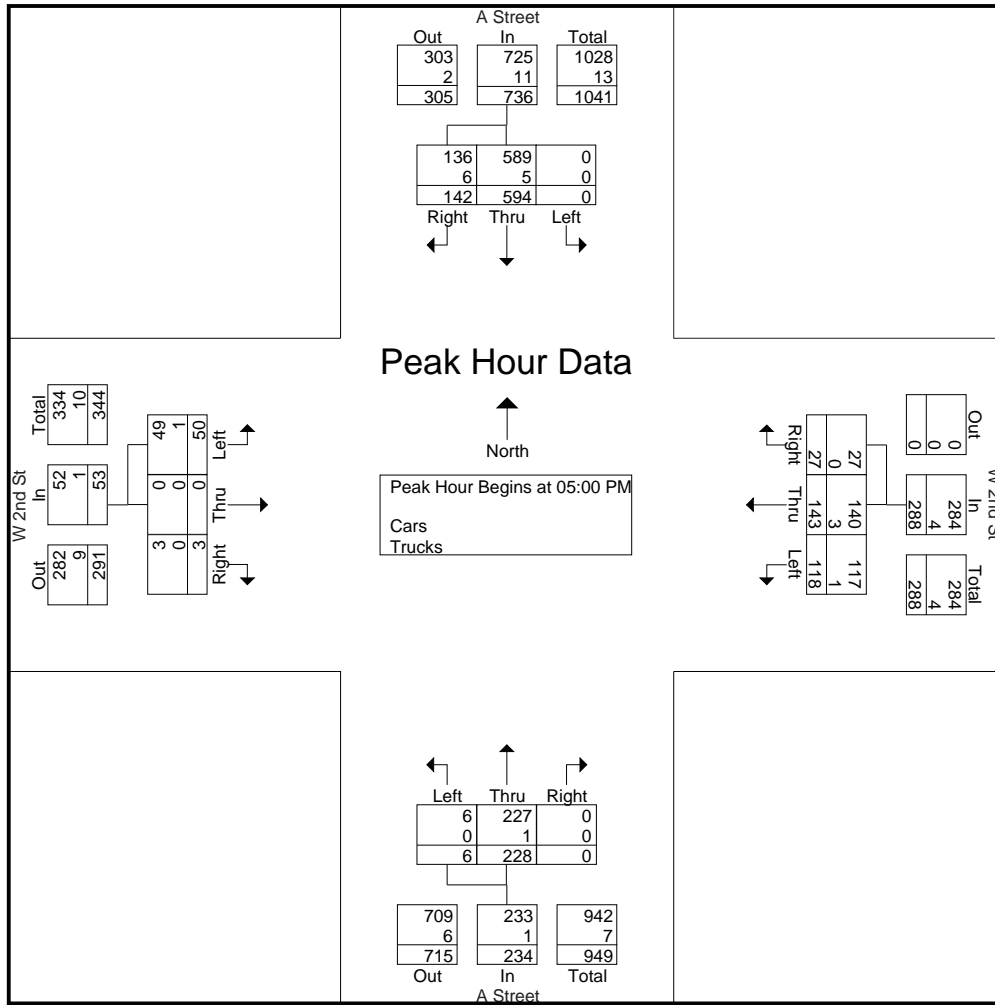 A Street
Out In Total
303 725 1028
2 11 13
305 736 1041
136 589 0
6 5 0
142 594 0
Right Thru Left
Peak Hour Data
North
Peak Hour Begins at 05:00 PM
Cars
Trucks
W 2nd St
Total In Out
334 52 282
10 1 9
344 53 291
49 0 3
1 0 0
50 0 3
Left Thru Right
W 2nd St
Out In Total
0 284 284
0 4 4
0 288 288
27 140 117
0 3 1
27 143 118
Right Thru Left
Left Thru Right
6 227 0
0 1 0
6 228 0
709 233 942
6 1 7
715 234 949
Out In Total
A Street